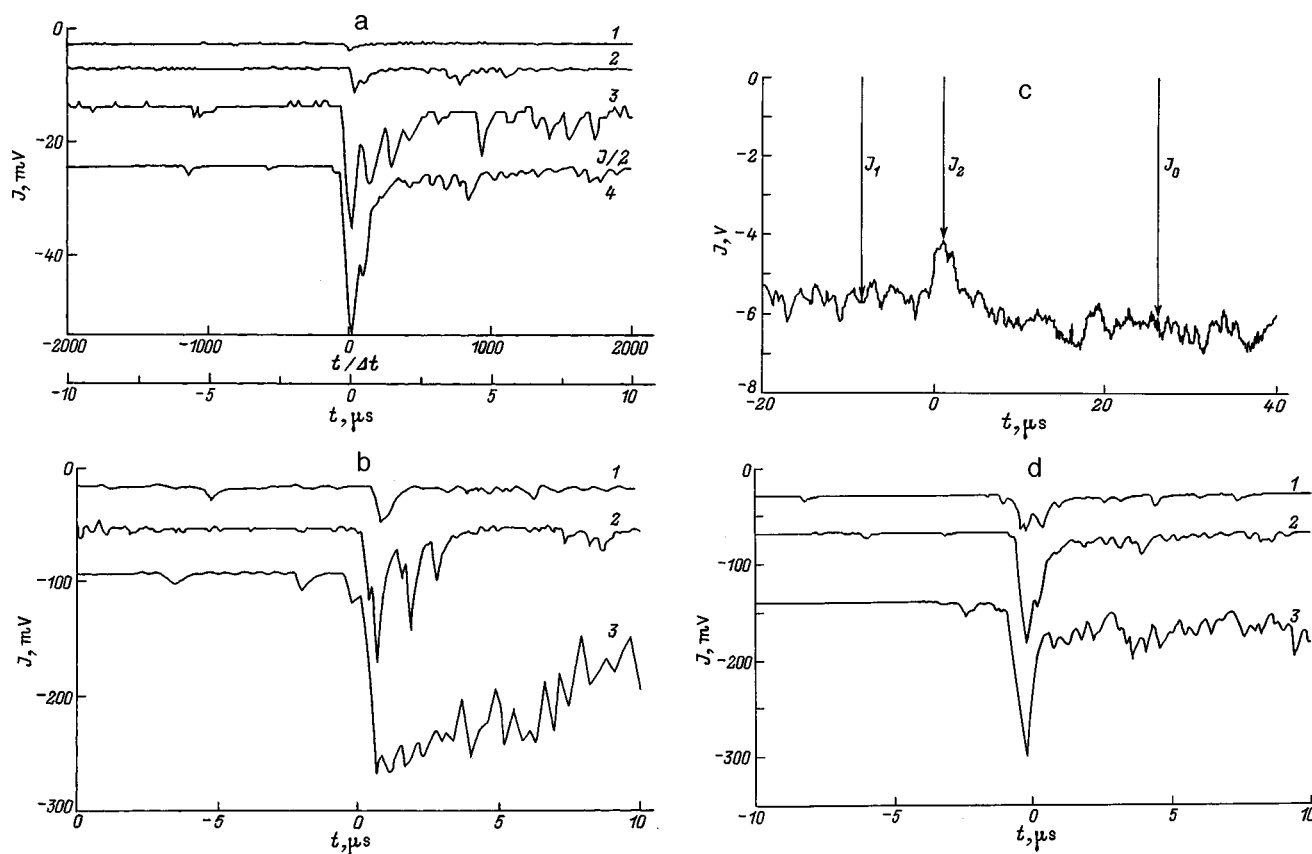 a
0
-20
-40
J, mV
1
2
3
J/2
4
-2000 -1000 0 1000 2000
t/Δt
-10 -5 0 5 10
t, μs
c
0
-2
-4
-6
-8
J, V
J₁ J₂ J₀
-20 0 20 40
t, μs
b
0
-100
-200
-300
J, mV
1
2
3
0 -5 0 5 10
t, μs
d
0
-100
-200
-300
J, mV
1
2
3
-10 -5 0 5 10
t, μs